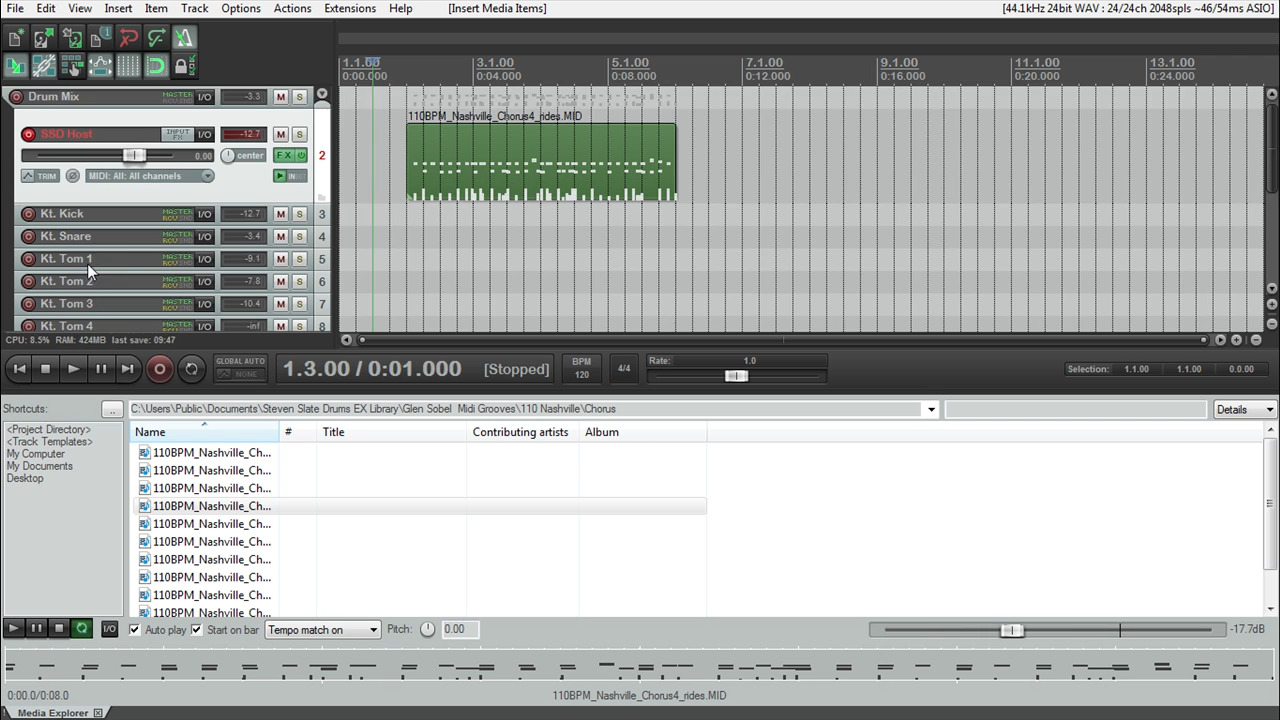 File Edit View Insert Item Track Options Actions Extensions Help [Insert Media Items] [44.1kHz 24bit WAV : 24/24ch 2048spls ~46/54ms ASIO]
1.1.00 3.1.00 5.1.00 7.1.00 9.1.00 11.1.00 13.1.00
0:00.000 0:04.000 0:08.000 0:12.000 0:16.000 0:20.000 0:24.000
Drum Mix MASTER I/O -3.3 M S
110BPM_Nashville_Chorus4_rides.MID
SSD Host INPUT FX I/O -12.7 M S
0.00 center FX 2
TRIM MIDI: All: All channels IN
Kt. Kick MASTER I/O -12.7 M S 3
Kt. Snare MASTER I/O -3.4 M S 4
Kt. Tom 1 MASTER I/O -9.1 M S 5
Kt. Tom 2 MASTER I/O -7.8 M S 6
Kt. Tom 3 MASTER I/O -10.4 M S 7
Kt. Tom 4 MASTER I/O -inf M S 8
CPU: 8.5% RAM: 424MB last save: 09:47
GLOBAL AUTO
NONE
1.3.00 / 0:01.000 [Stopped] BPM 120 4/4 Rate: 1.0 Selection: 1.1.00 1.1.00 0.0.00
Shortcuts: .. C:\Users\Public\Documents\Steven Slate Drums EX Library\Glen Sobel Midi Grooves\110 Nashville\Chorus Details
<Project Directory>
<Track Templates>
My Computer
My Documents
Desktop
Name # Title Contributing artists Album
110BPM_Nashville_Ch...
110BPM_Nashville_Ch...
110BPM_Nashville_Ch...
110BPM_Nashville_Ch...
110BPM_Nashville_Ch...
110BPM_Nashville_Ch...
110BPM_Nashville_Ch...
110BPM_Nashville_Ch...
110BPM_Nashville_Ch...
110BPM_Nashville_Ch...
I/O Auto play Start on bar Tempo match on Pitch: 0.00 -17.7dB
0:00.0/0:08.0 110BPM_Nashville_Chorus4_rides.MID
Media Explorer